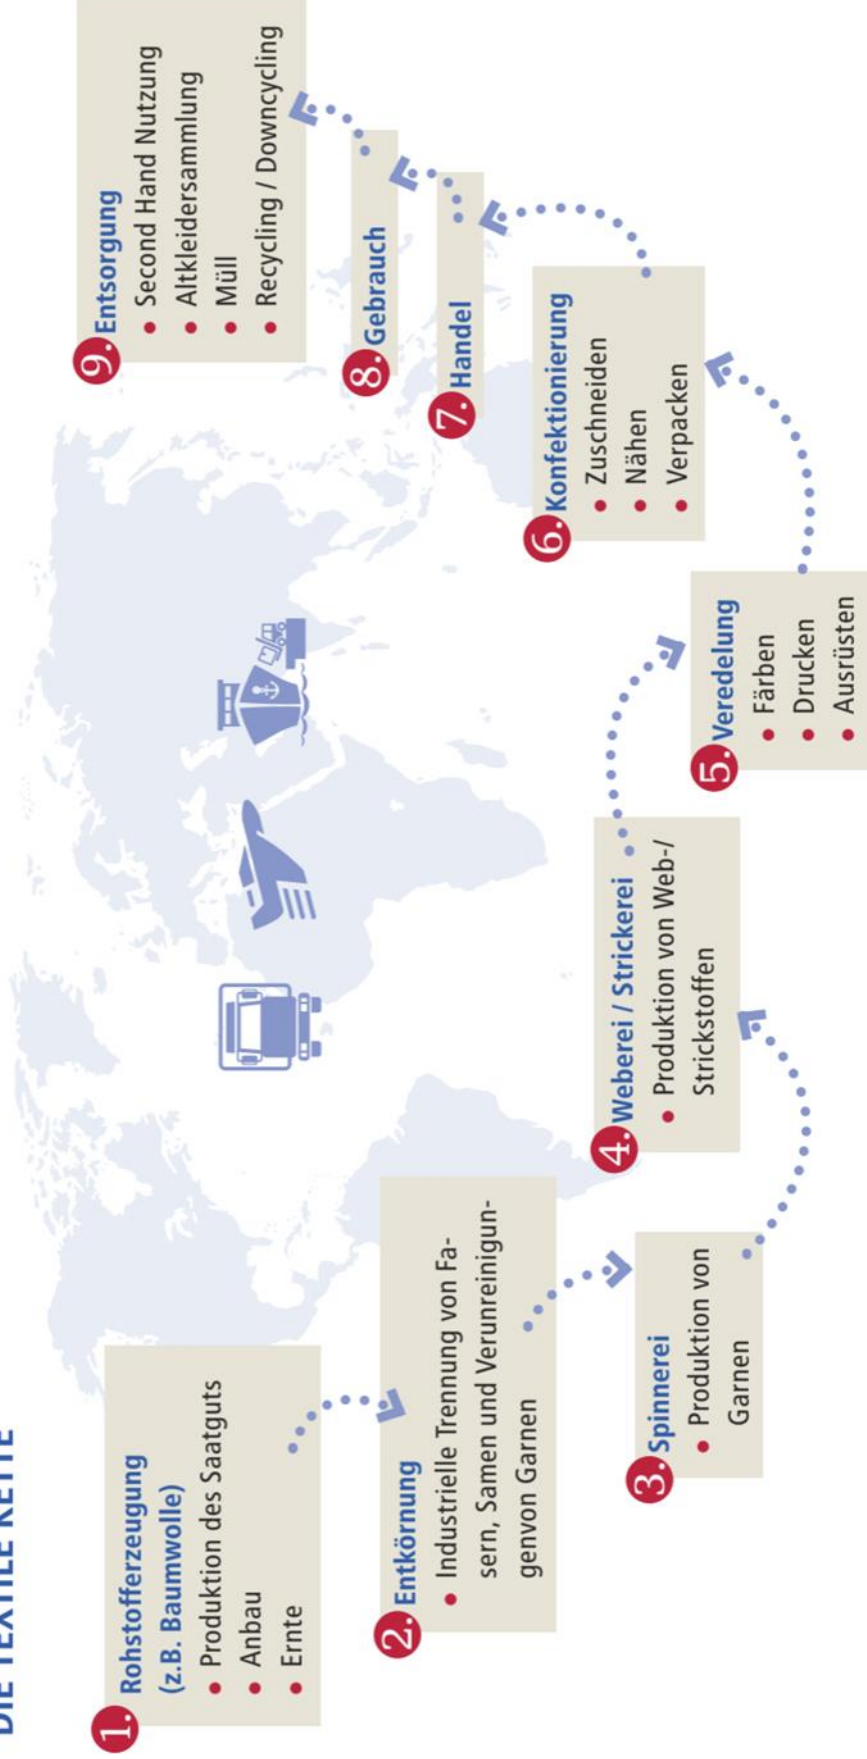 DIE TEXTILE KETTE
1. Rohstofferzeugung
(z.B. Baumwolle)
• Produktion des Saatguts
• Anbau
• Ernte
2. Entkörnung
• Industrielle Trennung von Fa-
sern, Samen und Verunreinigun-
genvon Garnen
3. Spinnerei
• Produktion von
Garnen
4. Weberei / Strickerei
• Produktion von Web-/
Strickstoffen
5. Veredelung
• Färben
• Drucken
• Ausrüsten
6. Konfektionierung
• Zuschneiden
• Nähen
• Verpacken
7. Handel
8. Gebrauch
9. Entsorgung
• Second Hand Nutzung
• Altkleidersammlung
• Müll
• Recycling / Downcycling